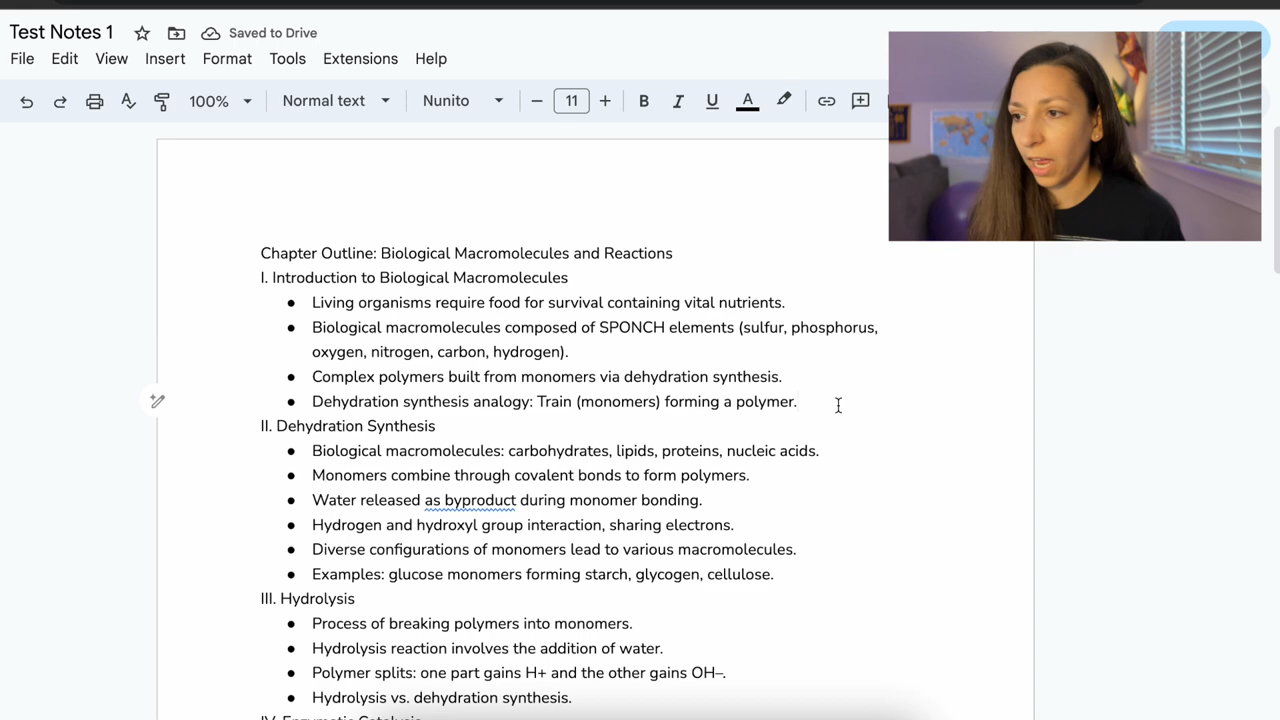 Test Notes 1
Saved to Drive
File Edit View Insert Format Tools Extensions Help
100% Normal text Nunito 11 B I U A
Chapter Outline: Biological Macromolecules and Reactions
I. Introduction to Biological Macromolecules
● Living organisms require food for survival containing vital nutrients.
● Biological macromolecules composed of SPONCH elements (sulfur, phosphorus,
oxygen, nitrogen, carbon, hydrogen).
● Complex polymers built from monomers via dehydration synthesis.
● Dehydration synthesis analogy: Train (monomers) forming a polymer.
II. Dehydration Synthesis
● Biological macromolecules: carbohydrates, lipids, proteins, nucleic acids.
● Monomers combine through covalent bonds to form polymers.
● Water released as byproduct during monomer bonding.
● Hydrogen and hydroxyl group interaction, sharing electrons.
● Diverse configurations of monomers lead to various macromolecules.
● Examples: glucose monomers forming starch, glycogen, cellulose.
III. Hydrolysis
● Process of breaking polymers into monomers.
● Hydrolysis reaction involves the addition of water.
● Polymer splits: one part gains H+ and the other gains OH–.
● Hydrolysis vs. dehydration synthesis.
IV. Enzymatic Catalysis